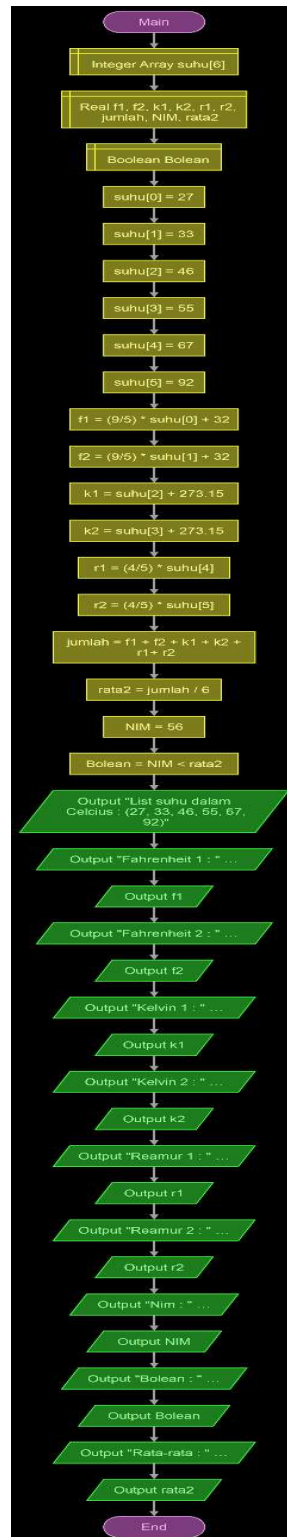 Main
Integer Array suhu[6]
Real f1, f2, k1, k2, r1, r2,
jumlah, NIM, rata2
Boolean Bolean
suhu[0] = 27
suhu[1] = 33
suhu[2] = 46
suhu[3] = 55
suhu[4] = 67
suhu[5] = 92
f1 = (9/5) * suhu[0] + 32
f2 = (9/5) * suhu[1] + 32
k1 = suhu[2] + 273.15
k2 = suhu[3] + 273.15
r1 = (4/5) * suhu[4]
r2 = (4/5) * suhu[5]
jumlah = f1 + f2 + k1 + k2 +
r1+ r2
rata2 = jumlah / 6
NIM = 56
Bolean = NIM < rata2
Output "List suhu dalam
Celcius : (27, 33, 46, 55, 67,
92)"
Output "Fahrenheit 1 : " ...
Output f1
Output "Fahrenheit 2 : " ...
Output f2
Output "Kelvin 1 : " ...
Output k1
Output "Kelvin 2 : " ...
Output k2
Output "Reamur 1 : " ...
Output r1
Output "Reamur 2 : " ...
Output r2
Output "Nim : " ...
Output NIM
Output "Bolean : " ...
Output Bolean
Output "Rata-rata : " ...
Output rata2
End